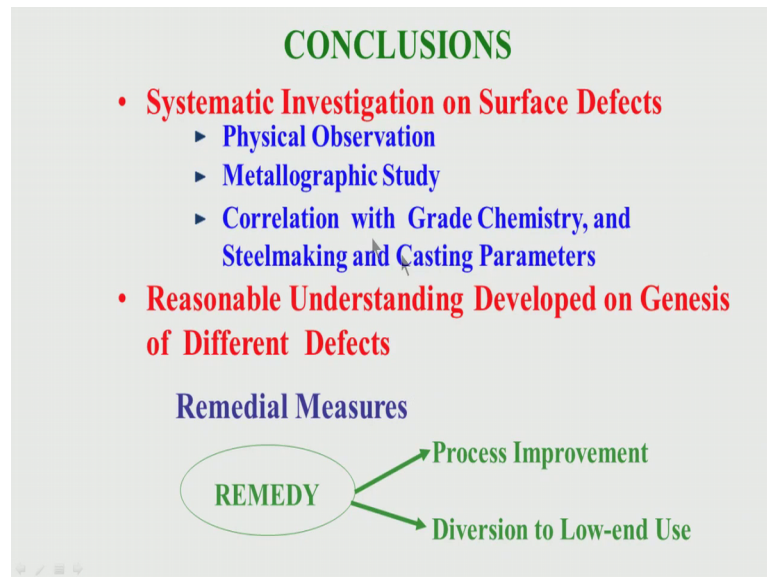 CONCLUSIONS
• Systematic Investigation on Surface Defects
► Physical Observation
► Metallographic Study
► Correlation with Grade Chemistry, and
Steelmaking and Casting Parameters
• Reasonable Understanding Developed on Genesis
of Different Defects
Remedial Measures
Process Improvement
REMEDY
Diversion to Low-end Use